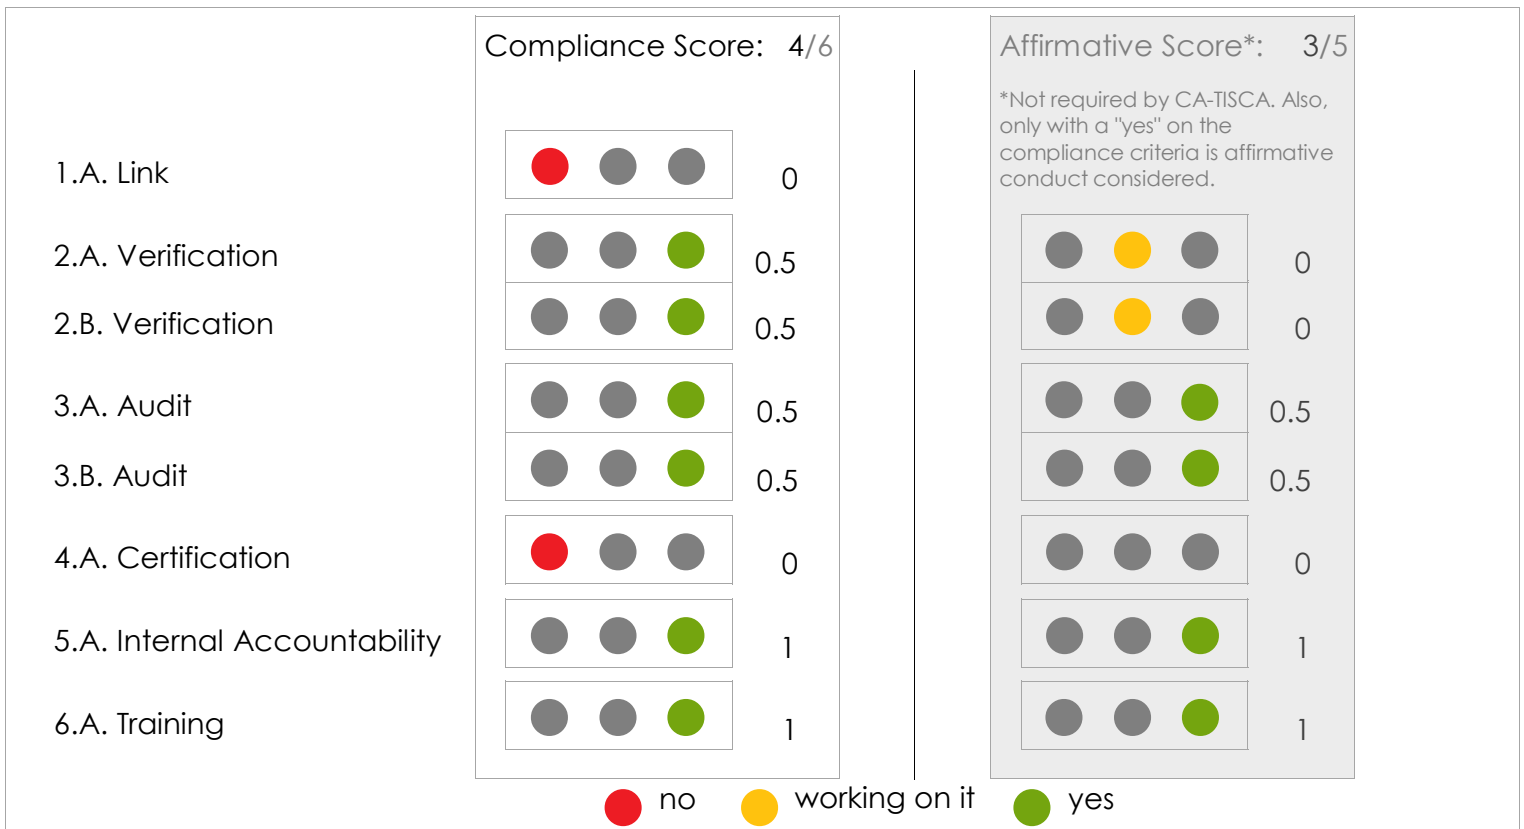 Compliance Score: 4/6
Affirmative Score*: 3/5
*Not required by CA-TISCA. Also,
only with a "yes" on the
compliance criteria is affirmative
conduct considered.
1.A. Link 0
2.A. Verification 0.5 0
2.B. Verification 0.5 0
3.A. Audit 0.5 0.5
3.B. Audit 0.5 0.5
4.A. Certification 0 0
5.A. Internal Accountability 1 1
6.A. Training 1 1
no working on it yes